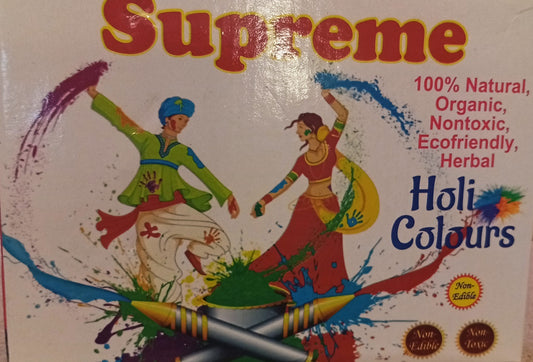 Supreme
100% Natural,
Organic,
Nontoxic,
Ecofriendly,
Herbal
Holi
Colours
Non-
Edible
Non
Edible
Non-
Toxic